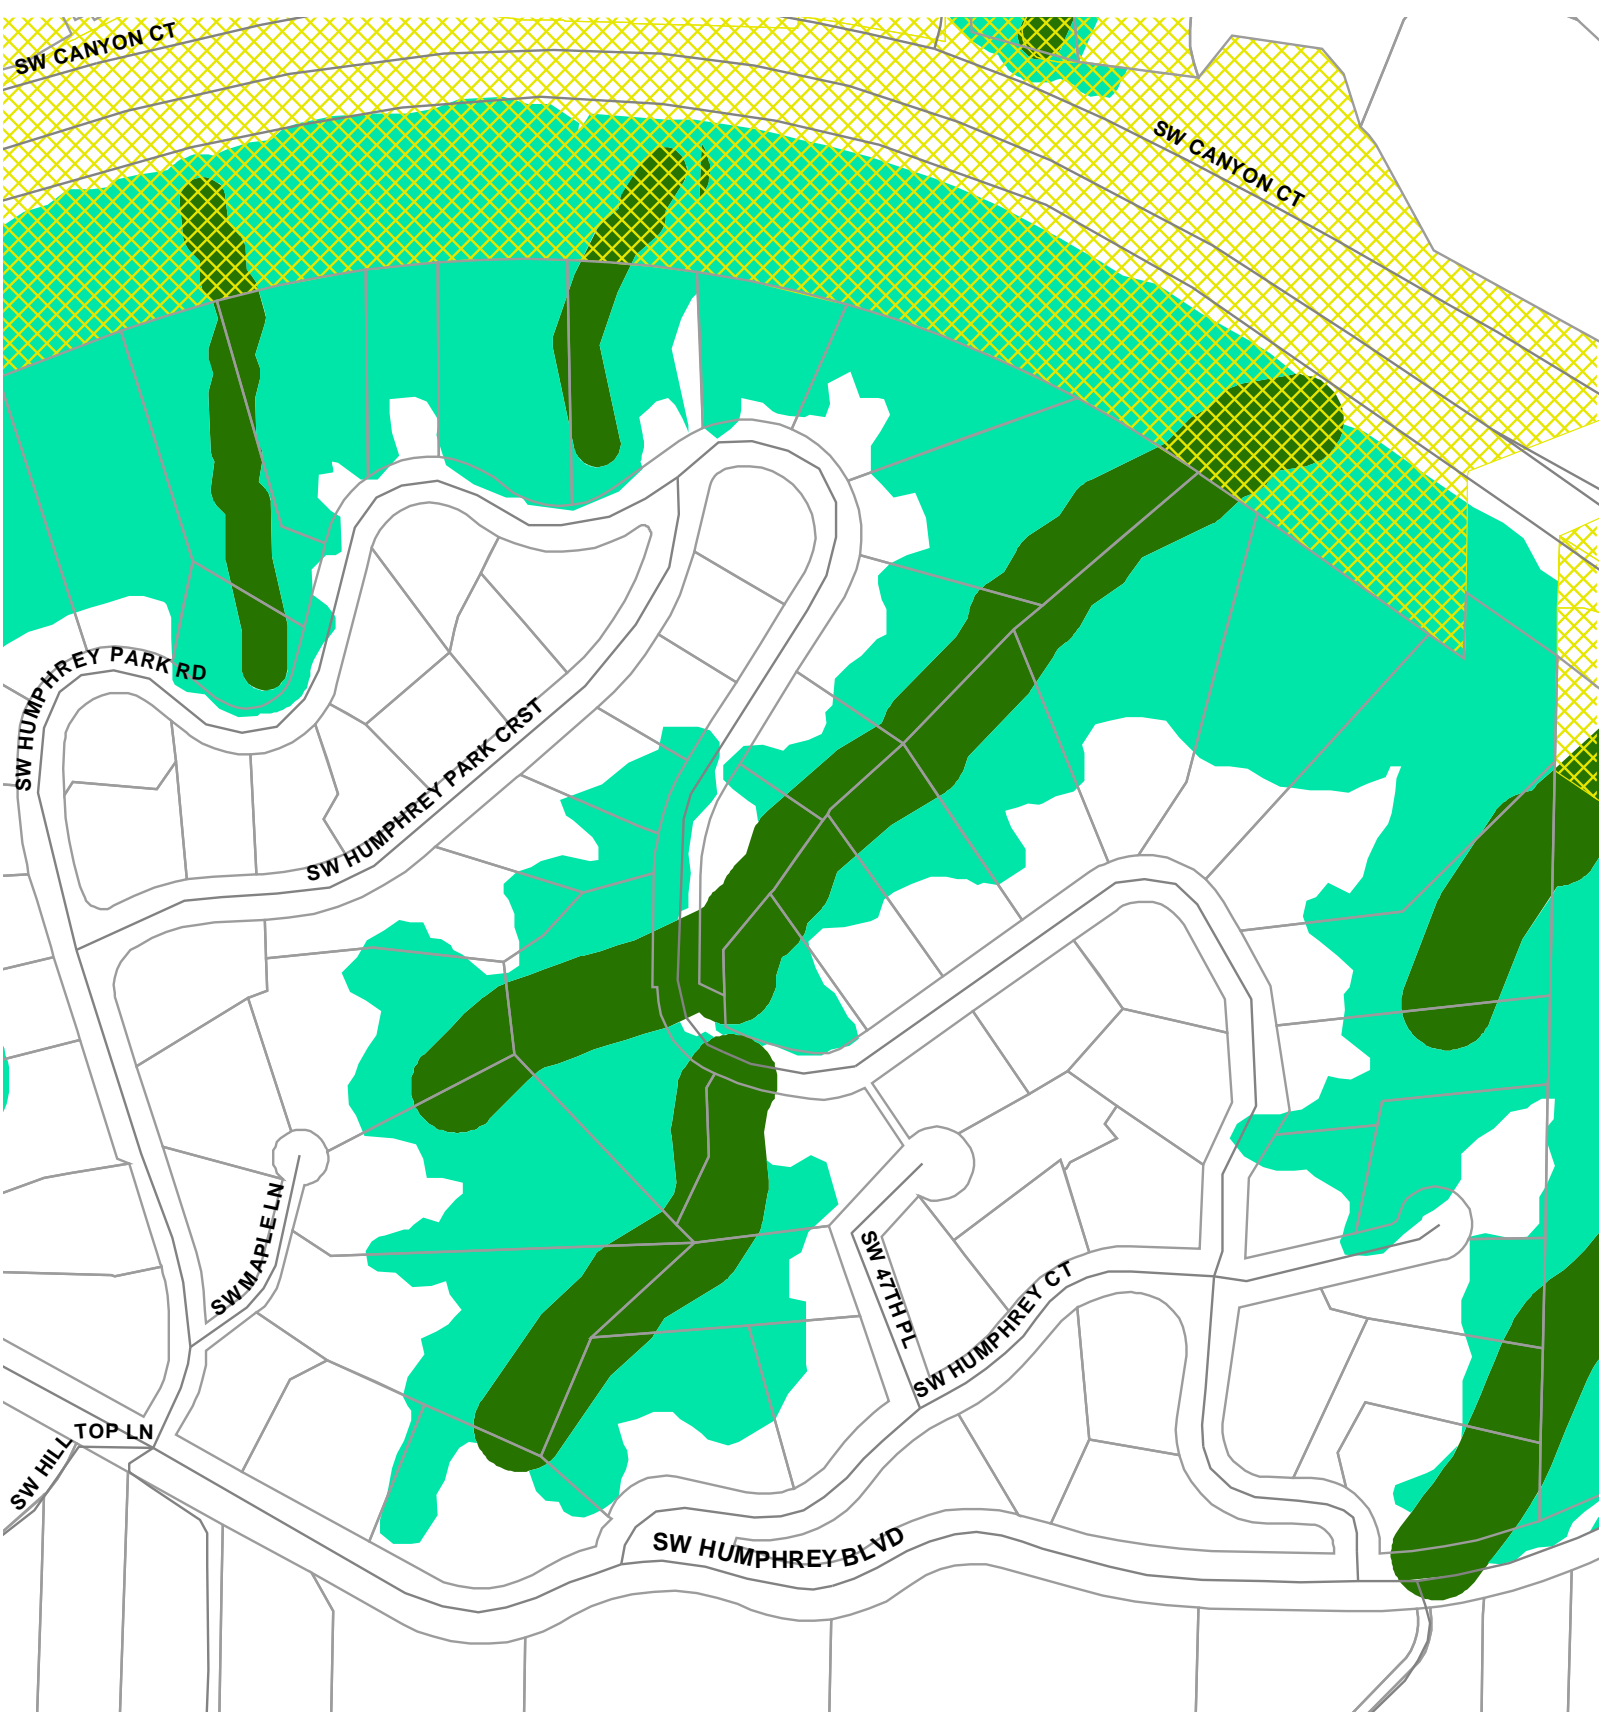 SW CANYON CT
SW CANYON CT
SW HUMPHREY PARK RD
SW HUMPHREY PARK CRST
SW MAPLE LN
SW 47TH PL
SW HUMPHREY CT
SW HILL TOP LN
SW HUMPHREY BLVD